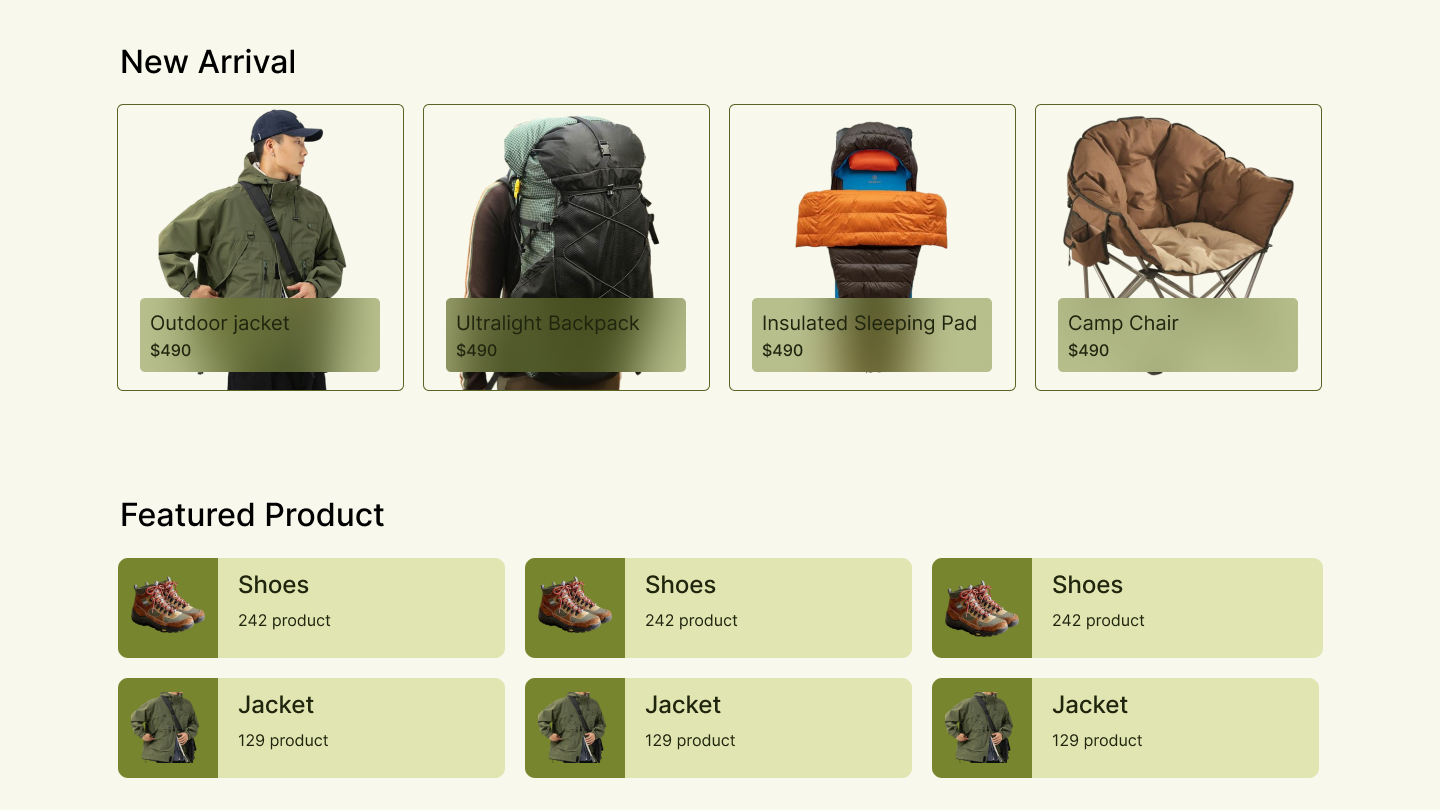 New Arrival
Outdoor jacket
$490
Ultralight Backpack
$490
Insulated Sleeping Pad
$490
Camp Chair
$490
Featured Product
Shoes
242 product
Shoes
242 product
Shoes
242 product
Jacket
129 product
Jacket
129 product
Jacket
129 product